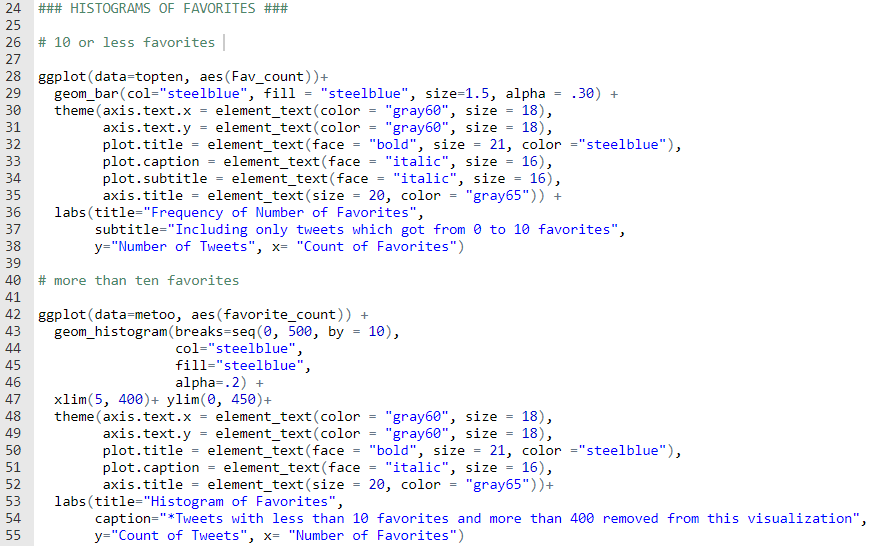 24 ### HISTOGRAMS OF FAVORITES ###
25
26 # 10 or less favorites
27
28 ggplot(data=topten, aes(Fav_count))+
29   geom_bar(col="steelblue", fill = "steelblue", size=1.5, alpha = .30) +
30   theme(axis.text.x = element_text(color = "gray60", size = 18),
31         axis.text.y = element_text(color = "gray60", size = 18),
32         plot.title = element_text(face = "bold", size = 21, color ="steelblue"),
33         plot.caption = element_text(face = "italic", size = 16),
34         plot.subtitle = element_text(face = "italic", size = 16),
35         axis.title = element_text(size = 20, color = "gray65")) +
36   labs(title="Frequency of Number of Favorites",
37        subtitle="Including only tweets which got from 0 to 10 favorites",
38        y="Number of Tweets", x= "Count of Favorites")
39
40 # more than ten favorites
41
42 ggplot(data=metoo, aes(favorite_count)) +
43   geom_histogram(breaks=seq(0, 500, by = 10),
44                  col="steelblue",
45                  fill="steelblue",
46                  alpha=.2) +
47   xlim(5, 400)+ ylim(0, 450)+
48   theme(axis.text.x = element_text(color = "gray60", size = 18),
49         axis.text.y = element_text(color = "gray60", size = 18),
50         plot.title = element_text(face = "bold", size = 21, color ="steelblue"),
51         plot.caption = element_text(face = "italic", size = 16),
52         axis.title = element_text(size = 20, color = "gray65"))+
53   labs(title="Histogram of Favorites",
54        caption="*Tweets with less than 10 favorites and more than 400 removed from this visualization",
55        y="Count of Tweets", x= "Number of Favorites")